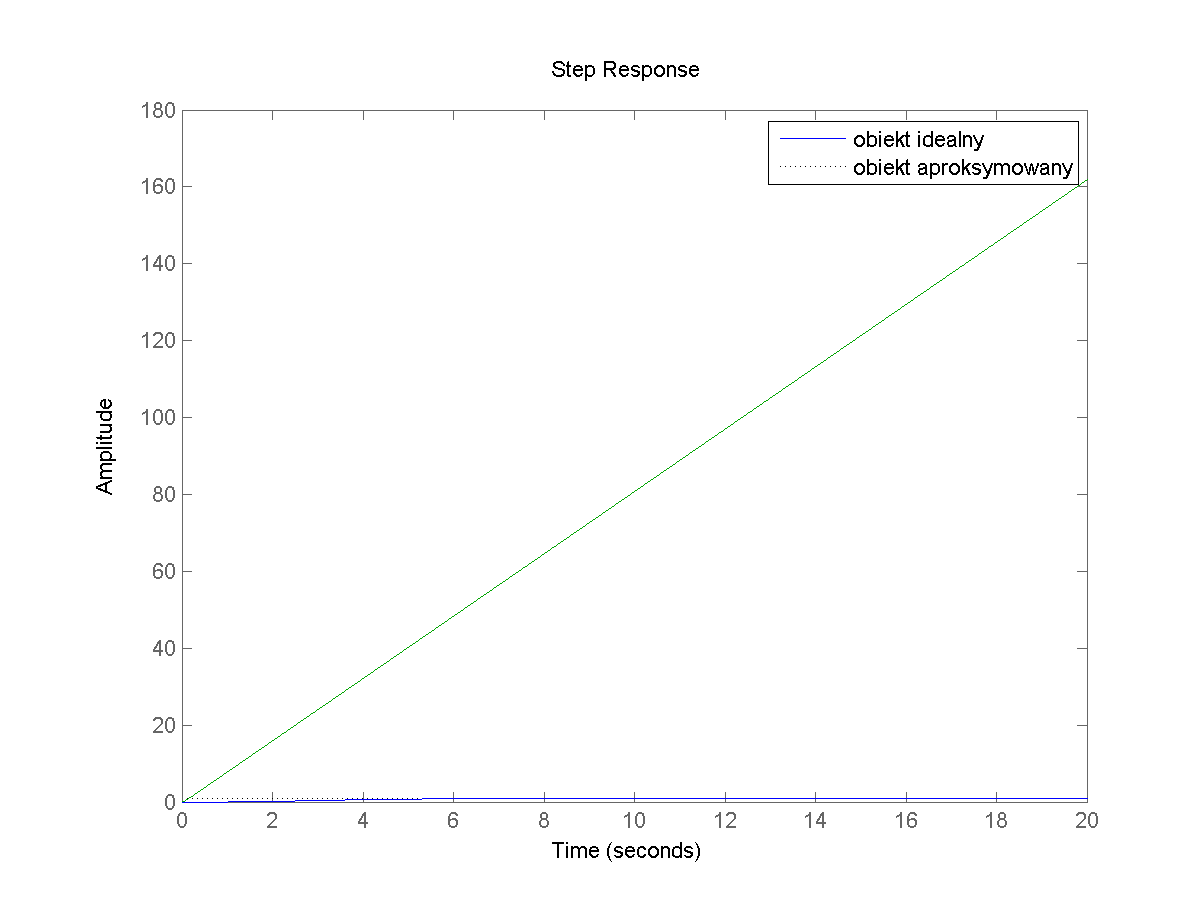 Step Response
180
160
140
120
100
80
60
40
20
0
Amplitude
obiekt idealny
obiekt aproksymowany
0 2 4 6 8 10 12 14 16 18 20
Time (seconds)